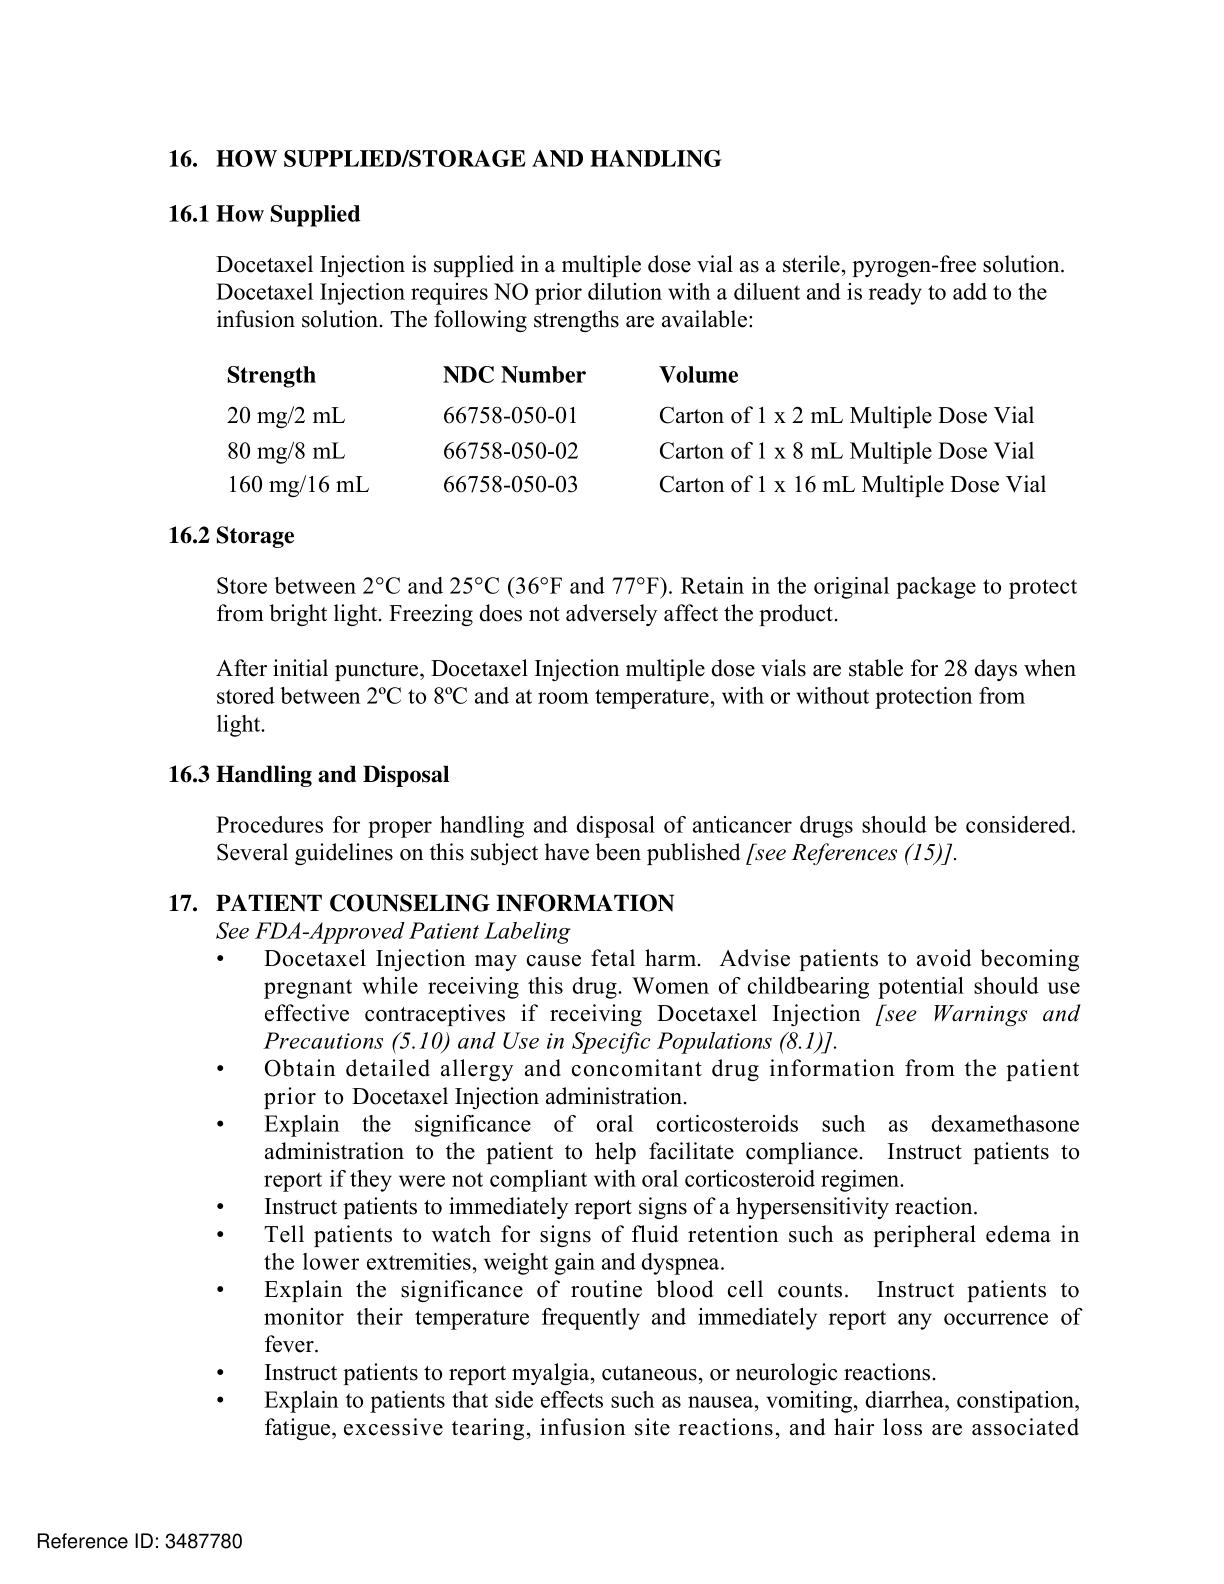 16. HOW SUPPLIED/STORAGE AND HANDLING
16.1 How Supplied
Docetaxel Injection is supplied in a multiple dose vial as a sterile, pyrogen-free solution.
Docetaxel Injection requires NO prior dilution with a diluent and is ready to add to the
infusion solution. The following strengths are available:
Strength NDC Number Volume
20 mg/2 mL 66758-050-01 Carton of 1 x 2 mL Multiple Dose Vial
80 mg/8 mL 66758-050-02 Carton of 1 x 8 mL Multiple Dose Vial
160 mg/16 mL 66758-050-03 Carton of 1 x 16 mL Multiple Dose Vial
16.2 Storage
Store between 2°C and 25°C (36°F and 77°F). Retain in the original package to protect
from bright light. Freezing does not adversely affect the product.
After initial puncture, Docetaxel Injection multiple dose vials are stable for 28 days when
stored between 2ºC to 8ºC and at room temperature, with or without protection from
light.
16.3 Handling and Disposal
Procedures for proper handling and disposal of anticancer drugs should be considered.
Several guidelines on this subject have been published [see References (15)].
17. PATIENT COUNSELING INFORMATION
See FDA-Approved Patient Labeling
• Docetaxel Injection may cause fetal harm. Advise patients to avoid becoming
pregnant while receiving this drug. Women of childbearing potential should use
effective contraceptives if receiving Docetaxel Injection [see Warnings and
Precautions (5.10) and Use in Specific Populations (8.1)].
• Obtain detailed allergy and concomitant drug information from the patient
prior to Docetaxel Injection administration.
• Explain the significance of oral corticosteroids such as dexamethasone
administration to the patient to help facilitate compliance. Instruct patients to
report if they were not compliant with oral corticosteroid regimen.
• Instruct patients to immediately report signs of a hypersensitivity reaction.
• Tell patients to watch for signs of fluid retention such as peripheral edema in
the lower extremities, weight gain and dyspnea.
• Explain the significance of routine blood cell counts. Instruct patients to
monitor their temperature frequently and immediately report any occurrence of
fever.
• Instruct patients to report myalgia, cutaneous, or neurologic reactions.
• Explain to patients that side effects such as nausea, vomiting, diarrhea, constipation,
fatigue, excessive tearing, infusion site reactions, and hair loss are associated
Reference ID: 3487780